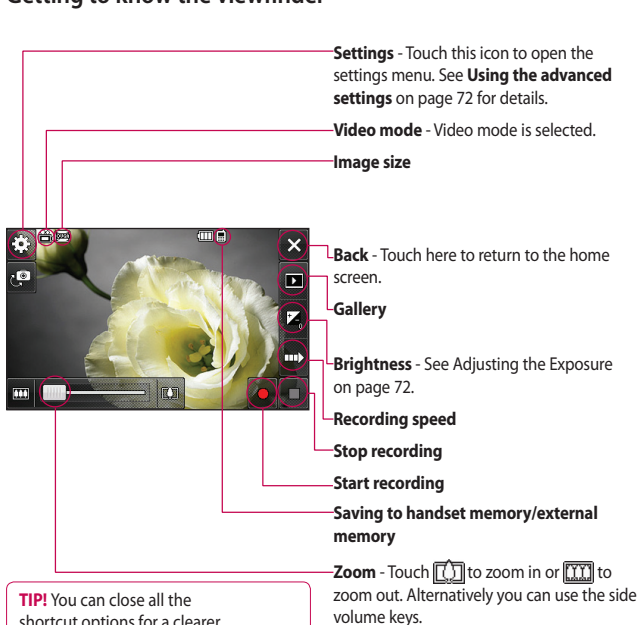 Getting to know the viewfinder
Settings - Touch this icon to open the
settings menu. See Using the advanced
settings on page 72 for details.
Video mode - Video mode is selected.
Image size
Back - Touch here to return to the home
screen.
Gallery
Brightness - See Adjusting the Exposure
on page 72.
Recording speed
Stop recording
Start recording
Saving to handset memory/external
memory
Zoom - Touch to zoom in or to
zoom out. Alternatively you can use the side
volume keys.
TIP! You can close all the
shortcut options for a clearer